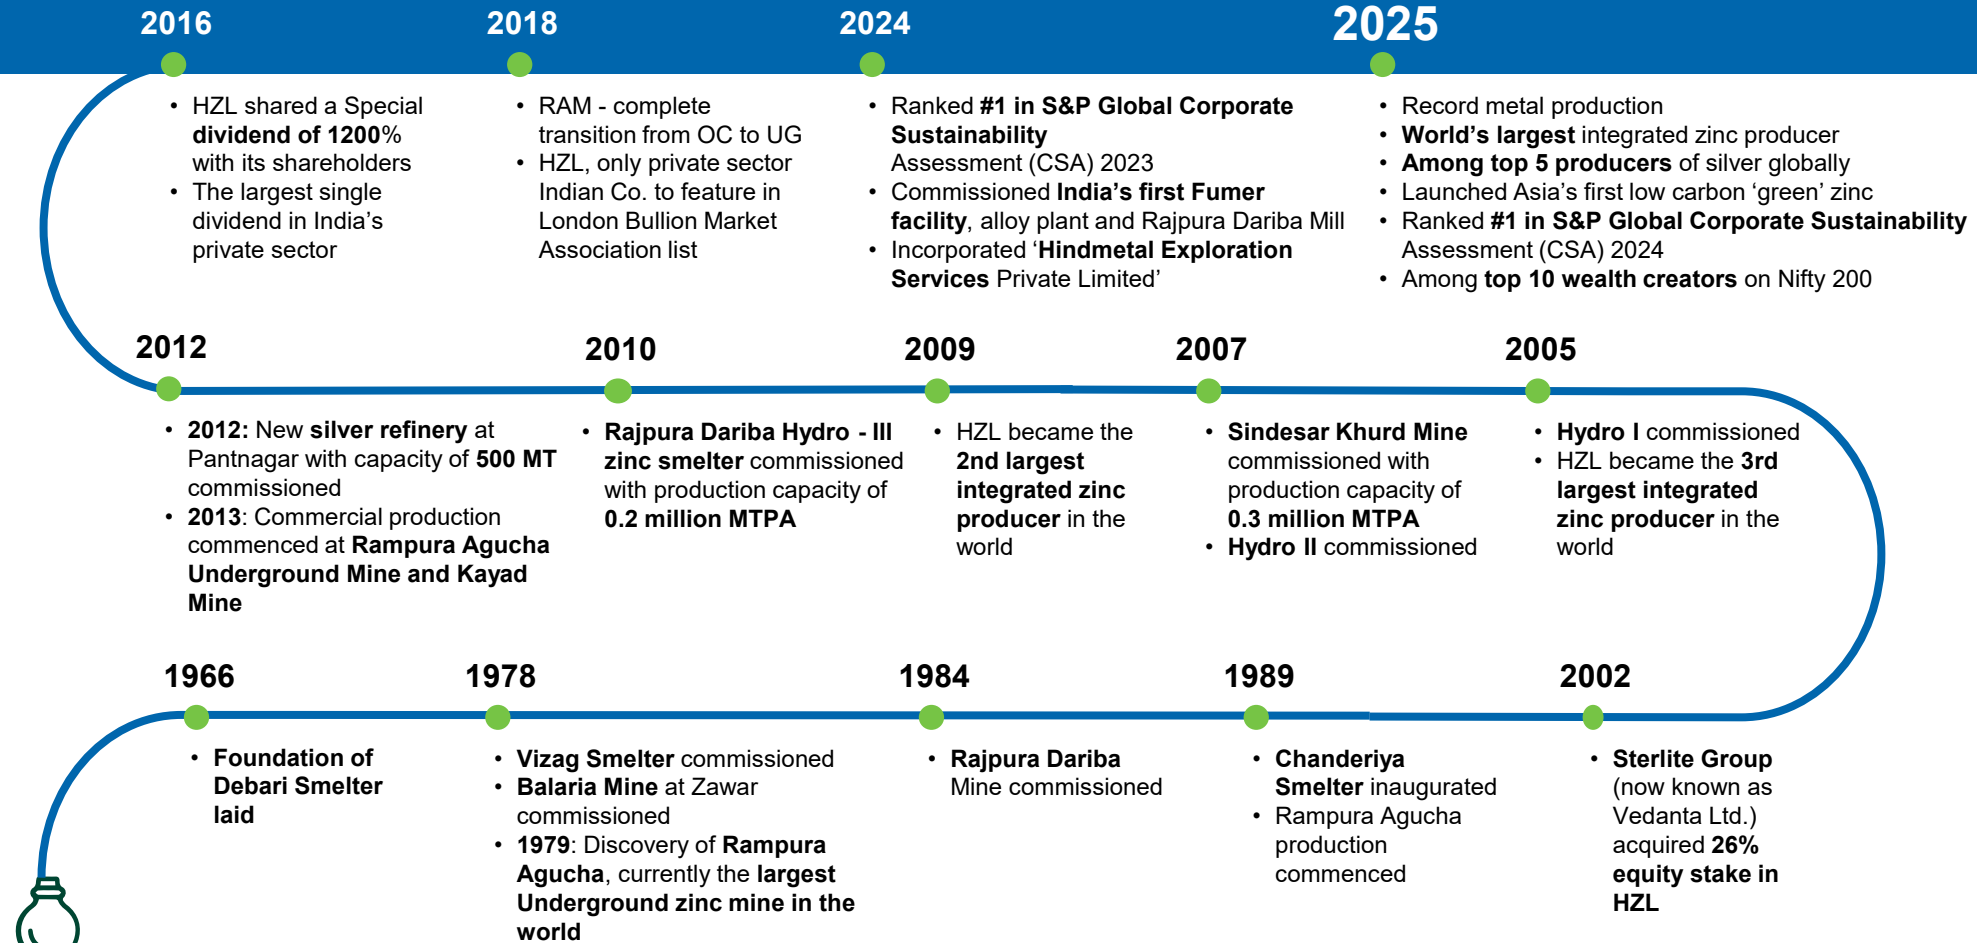 2016
2018
2024
2025
• HZL shared a Special
dividend of 1200%
with its shareholders
• The largest single
dividend in India's
private sector
• RAM - complete
transition from OC to UG
• HZL, only private sector
Indian Co. to feature in
London Bullion Market
Association list
• Ranked #1 in S&P Global Corporate
Sustainability
Assessment (CSA) 2023
• Commissioned India's first Fumer
facility, alloy plant and Rajpura Dariba Mill
• Incorporated 'Hindmetal Exploration
Services Private Limited'
• Record metal production
• World's largest integrated zinc producer
• Among top 5 producers of silver globally
• Launched Asia's first low carbon 'green' zinc
• Ranked #1 in S&P Global Corporate Sustainability
Assessment (CSA) 2024
• Among top 10 wealth creators on Nifty 200
2012
2010
2009
2007
2005
• 2012: New silver refinery at
Pantnagar with capacity of 500 MT
commissioned
• 2013: Commercial production
commenced at Rampura Agucha
Underground Mine and Kayad
Mine
• Rajpura Dariba Hydro - III
zinc smelter commissioned
with production capacity of
0.2 million MTPA
• HZL became the
2nd largest
integrated zinc
producer in the
world
• Sindesar Khurd Mine
commissioned with
production capacity of
0.3 million MTPA
• Hydro II commissioned
• Hydro I commissioned
• HZL became the 3rd
largest integrated
zinc producer in the
world
1966
1978
1984
1989
2002
• Foundation of
Debari Smelter
laid
• Vizag Smelter commissioned
• Balaria Mine at Zawar
commissioned
• 1979: Discovery of Rampura
Agucha, currently the largest
Underground zinc mine in the
world
• Rajpura Dariba
Mine commissioned
• Chanderiya
Smelter inaugurated
• Rampura Agucha
production
commenced
• Sterlite Group
(now known as
Vedanta Ltd.)
acquired 26%
equity stake in
HZL